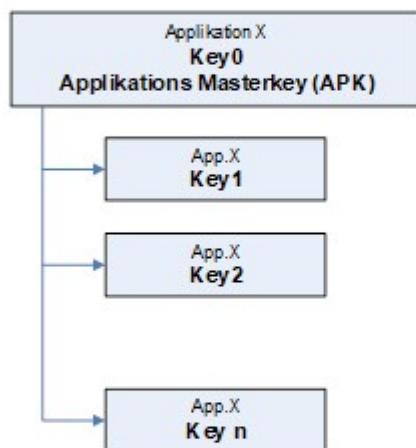 Applikation X
Key0
Applikations Masterkey (APK)
App.X
Key1
App.X
Key2
App.X
Key n